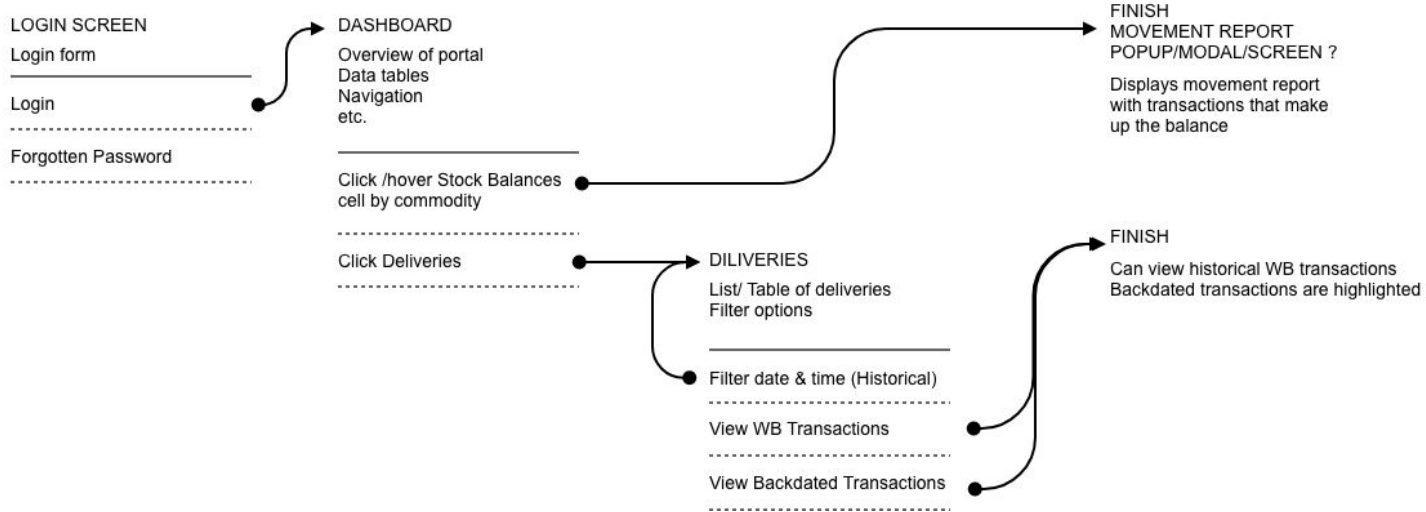 LOGIN SCREEN
Login form
Login
Forgotten Password
DASHBOARD
Overview of portal
Data tables
Navigation
etc.
Click /hover Stock Balances
cell by commodity
Click Deliveries
DILIVERIES
List/ Table of deliveries
Filter options
Filter date & time (Historical)
View WB Transactions
View Backdated Transactions
FINISH
MOVEMENT REPORT
POPUP/MODAL/SCREEN ?
Displays movement report
with transactions that make
up the balance
FINISH
Can view historical WB transactions
Backdated transactions are highlighted